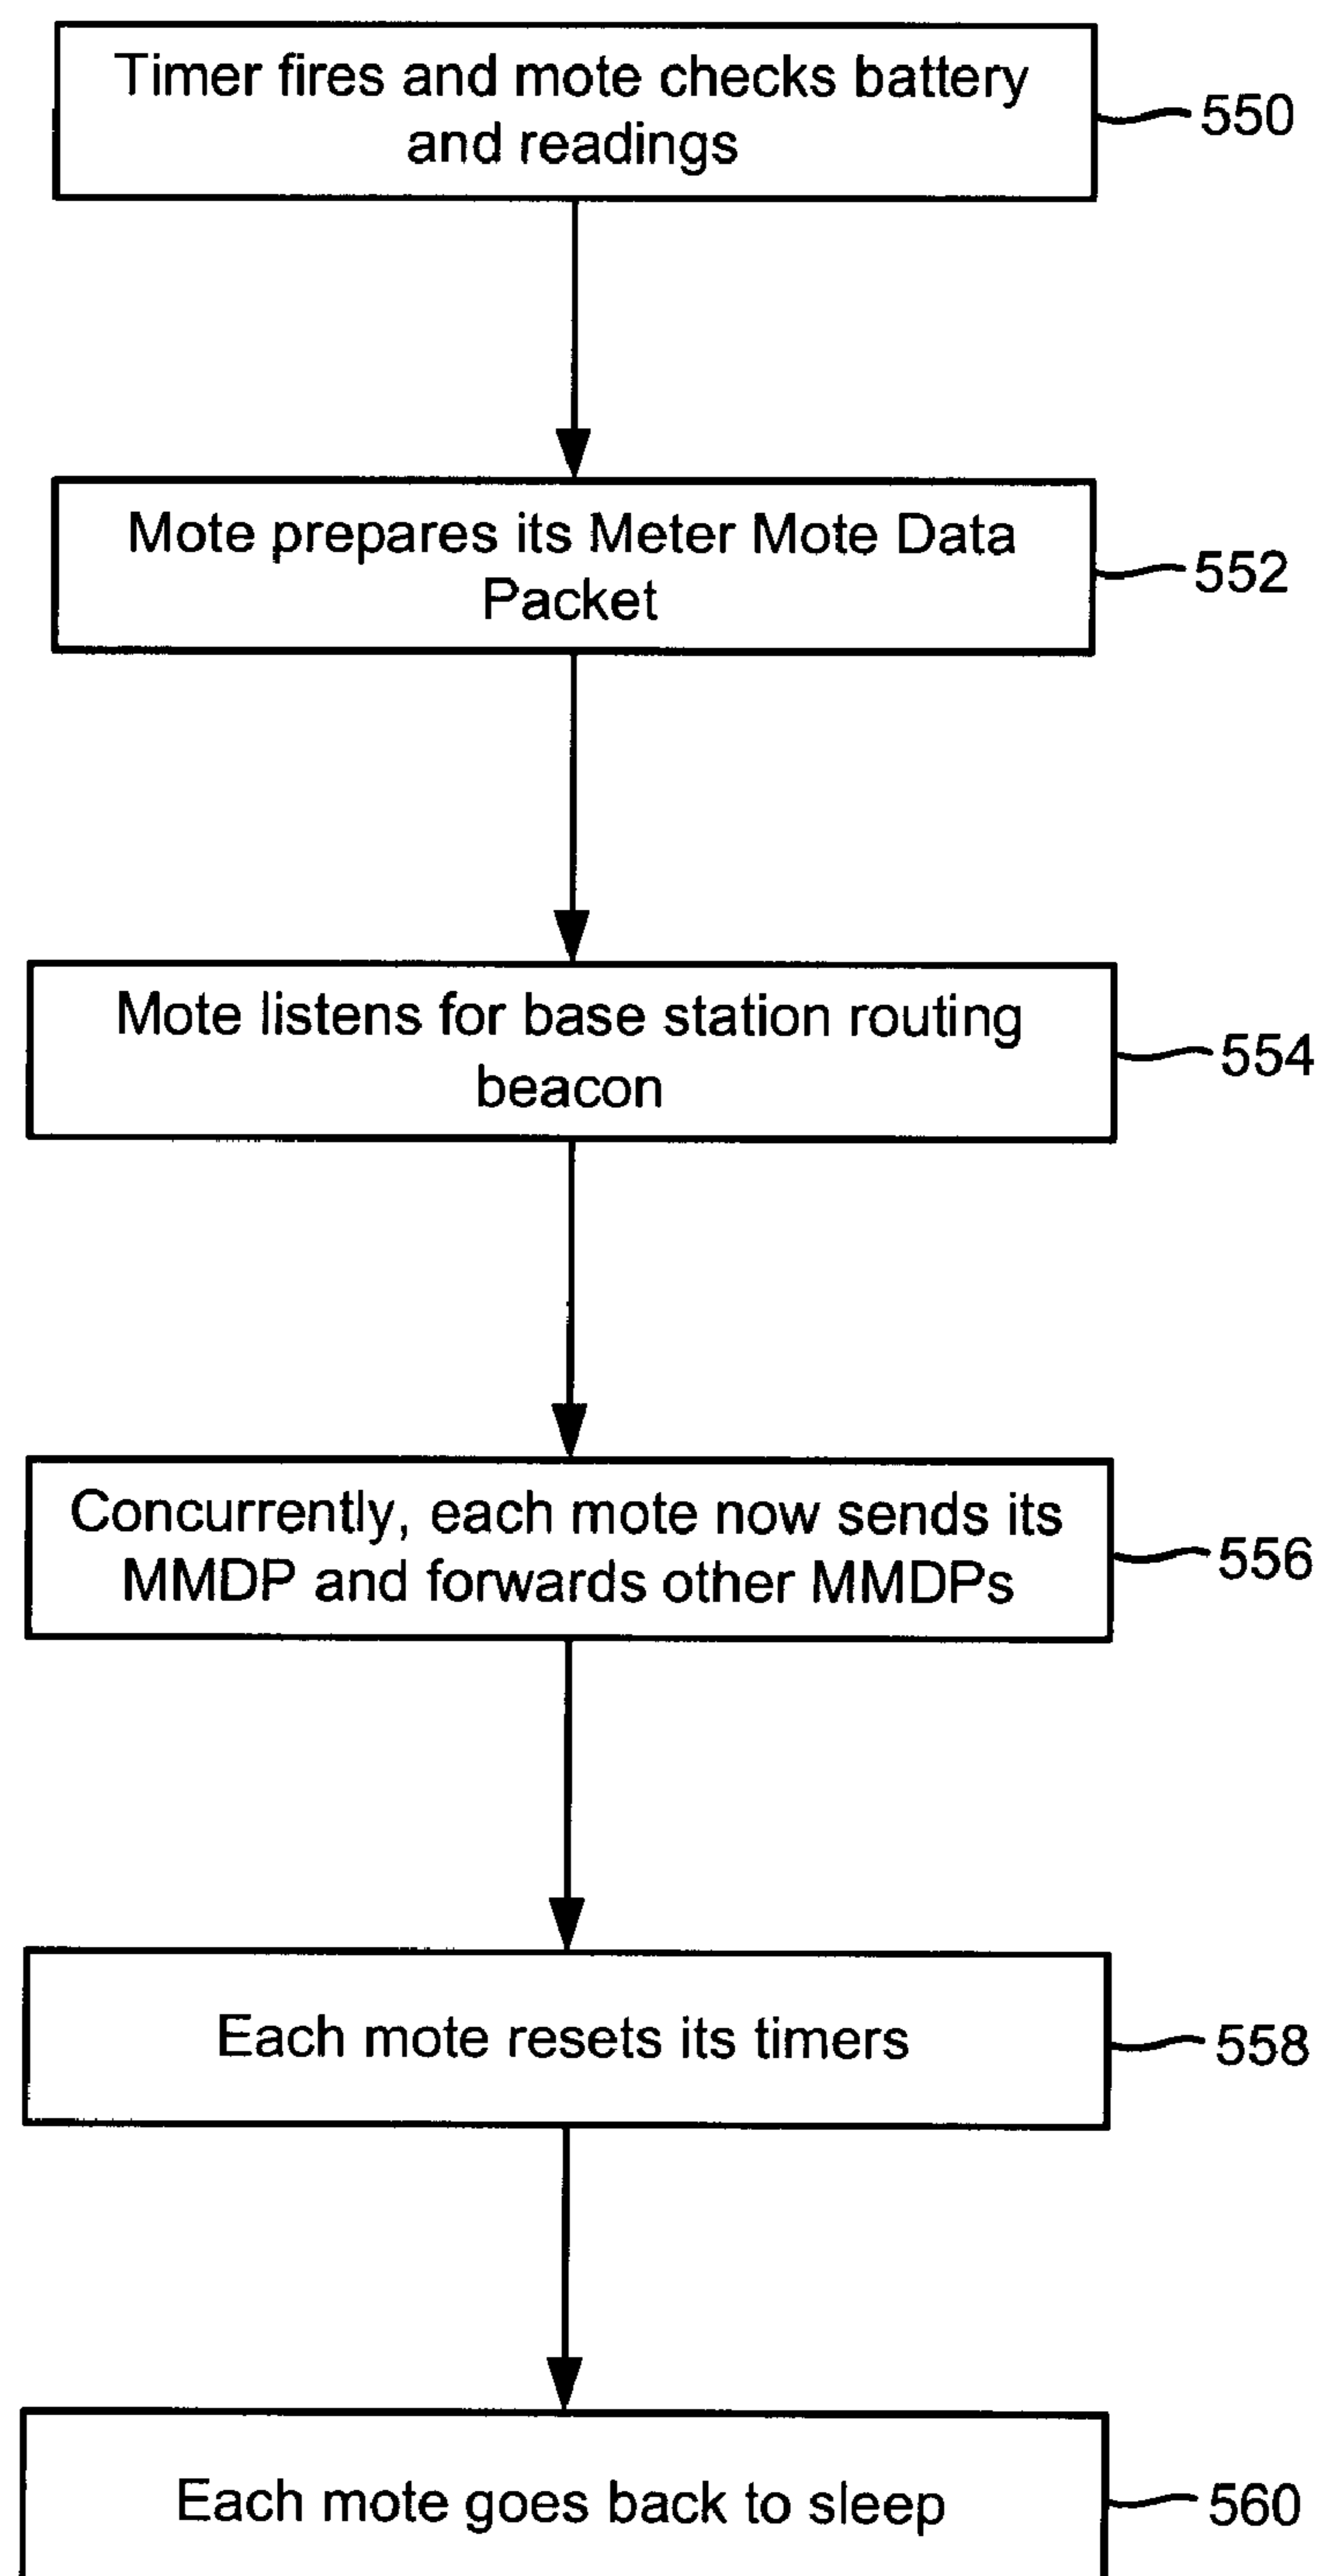 Timer fires and mote checks battery
and readings
550
Mote prepares its Meter Mote Data
Packet
552
Mote listens for base station routing
beacon
554
Concurrently, each mote now sends its
MMDP and forwards other MMDPs
556
Each mote resets its timers
558
Each mote goes back to sleep
560